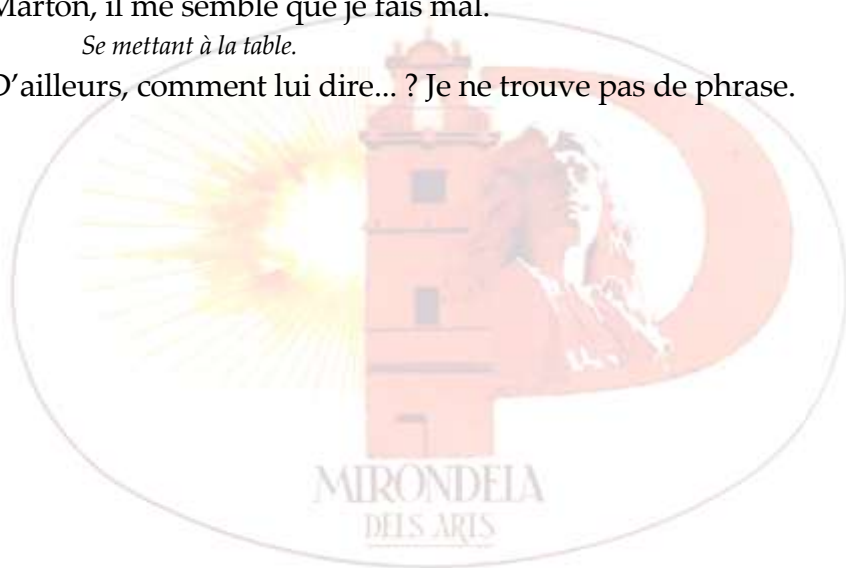 Marton, il me semble que je fais mal.
Se mettant à la table.
D'ailleurs, comment lui dire... ? Je ne trouve pas de phrase.
MIRONDELA
DELS ARTS